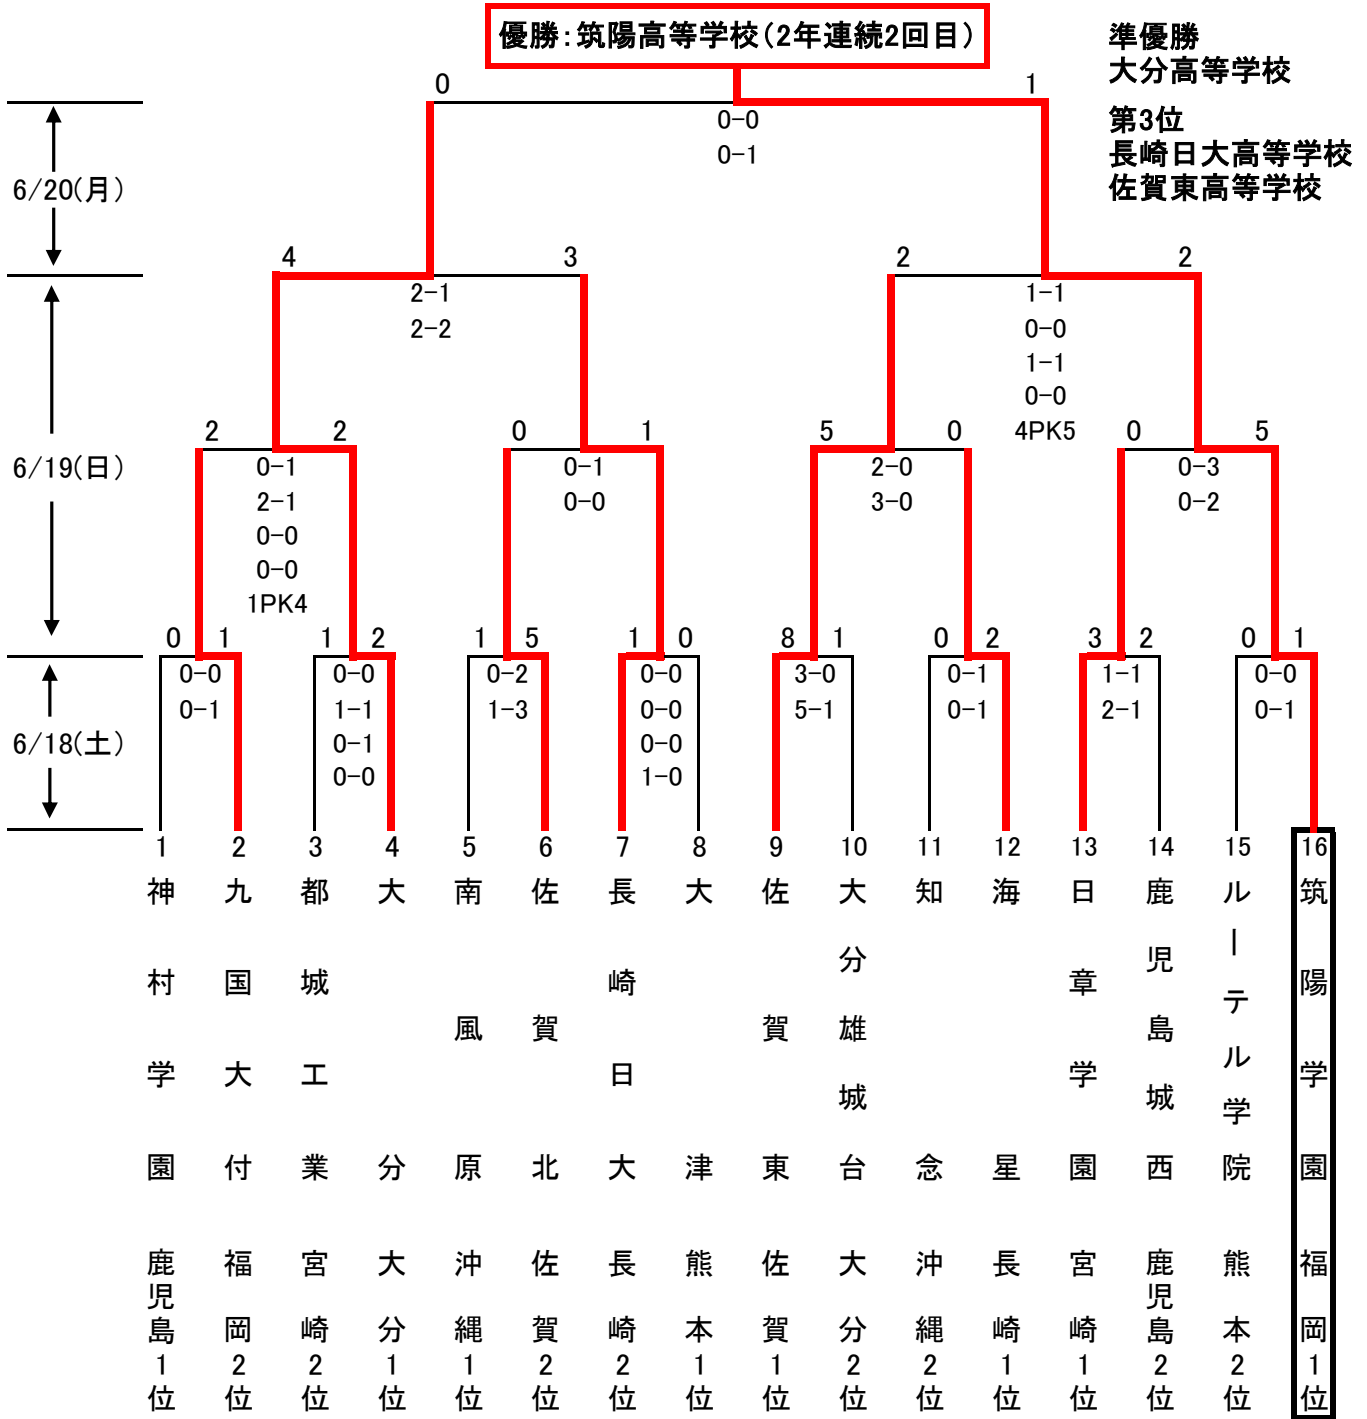 優勝:筑陽高等学校(2年連続2回目)
準優勝
大分高等学校
第3位
長崎日大高等学校
佐賀東高等学校
0 1
0-0
0-1
6/20(月)
4 3 2 2
2-1 1-1
2-2 0-0
1-1
0-0
4PK5
6/19(日)
2 2 0 1 5 0 0 5
0-1 0-1 2-0 0-3
2-1 0-0 3-0 0-2
0-0
0-0
1PK4
0 1 1 2 1 5 1 0 8 1 0 2 3 2 0 1
0-0 0-0 0-2 0-0 3-0 0-1 1-1 0-0
0-1 1-1 1-3 0-0 5-1 0-1 2-1 0-1
0-1 0-0
0-0 1-0
6/18(土)
1 2 3 4 5 6 7 8 9 10 11 12 13 14 15 16
神村学園 鹿児島1位
九国大付 福岡2位
都城工業 宮崎2位
大分 大分1位
南風原 沖縄1位
佐賀北 佐賀2位
長崎日大 長崎2位
大津 熊本1位
佐賀東 佐賀1位
大分雄城台 大分2位
知念 沖縄2位
海星 長崎1位
日章学園 宮崎1位
鹿児島城西 鹿児島2位
ルーテル学院 熊本2位
筑陽学園 福岡1位